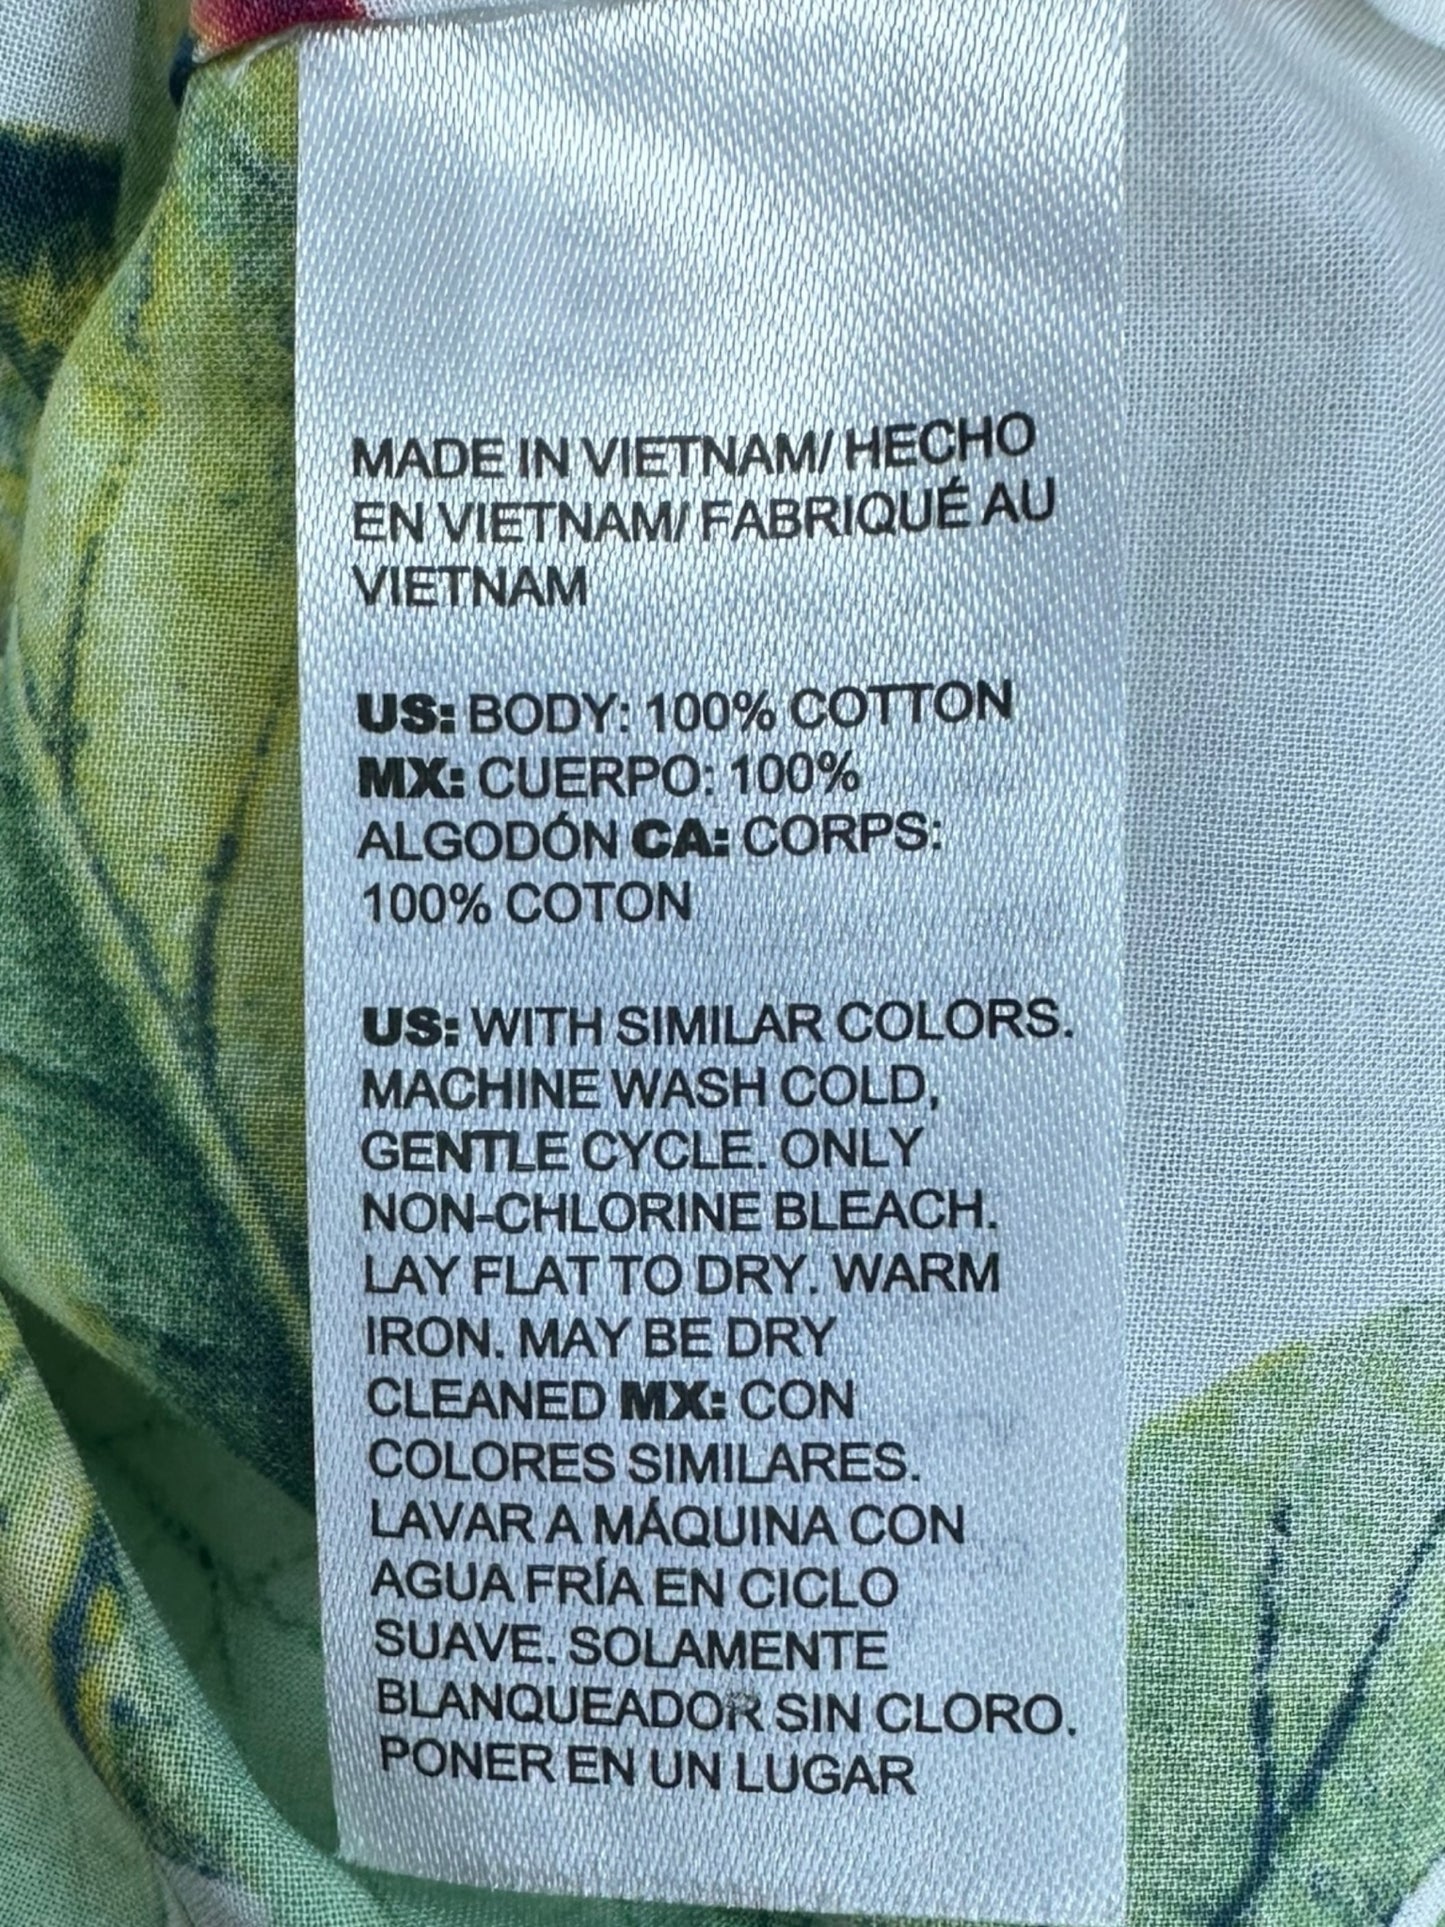 MADE IN VIETNAM/ HECHO
EN VIETNAM/ FABRIQUÉ AU
VIETNAM
US: BODY: 100% COTTON
MX: CUERPO: 100%
ALGODÓN CA: CORPS:
100% COTON
US: WITH SIMILAR COLORS.
MACHINE WASH COLD,
GENTLE CYCLE. ONLY
NON-CHLORINE BLEACH.
LAY FLAT TO DRY. WARM
IRON. MAY BE DRY
CLEANED MX: CON
COLORES SIMILARES.
LAVAR A MÁQUINA CON
AGUA FRÍA EN CICLO
SUAVE. SOLAMENTE
BLANQUEADOR SIN CLORO.
PONER EN UN LUGAR